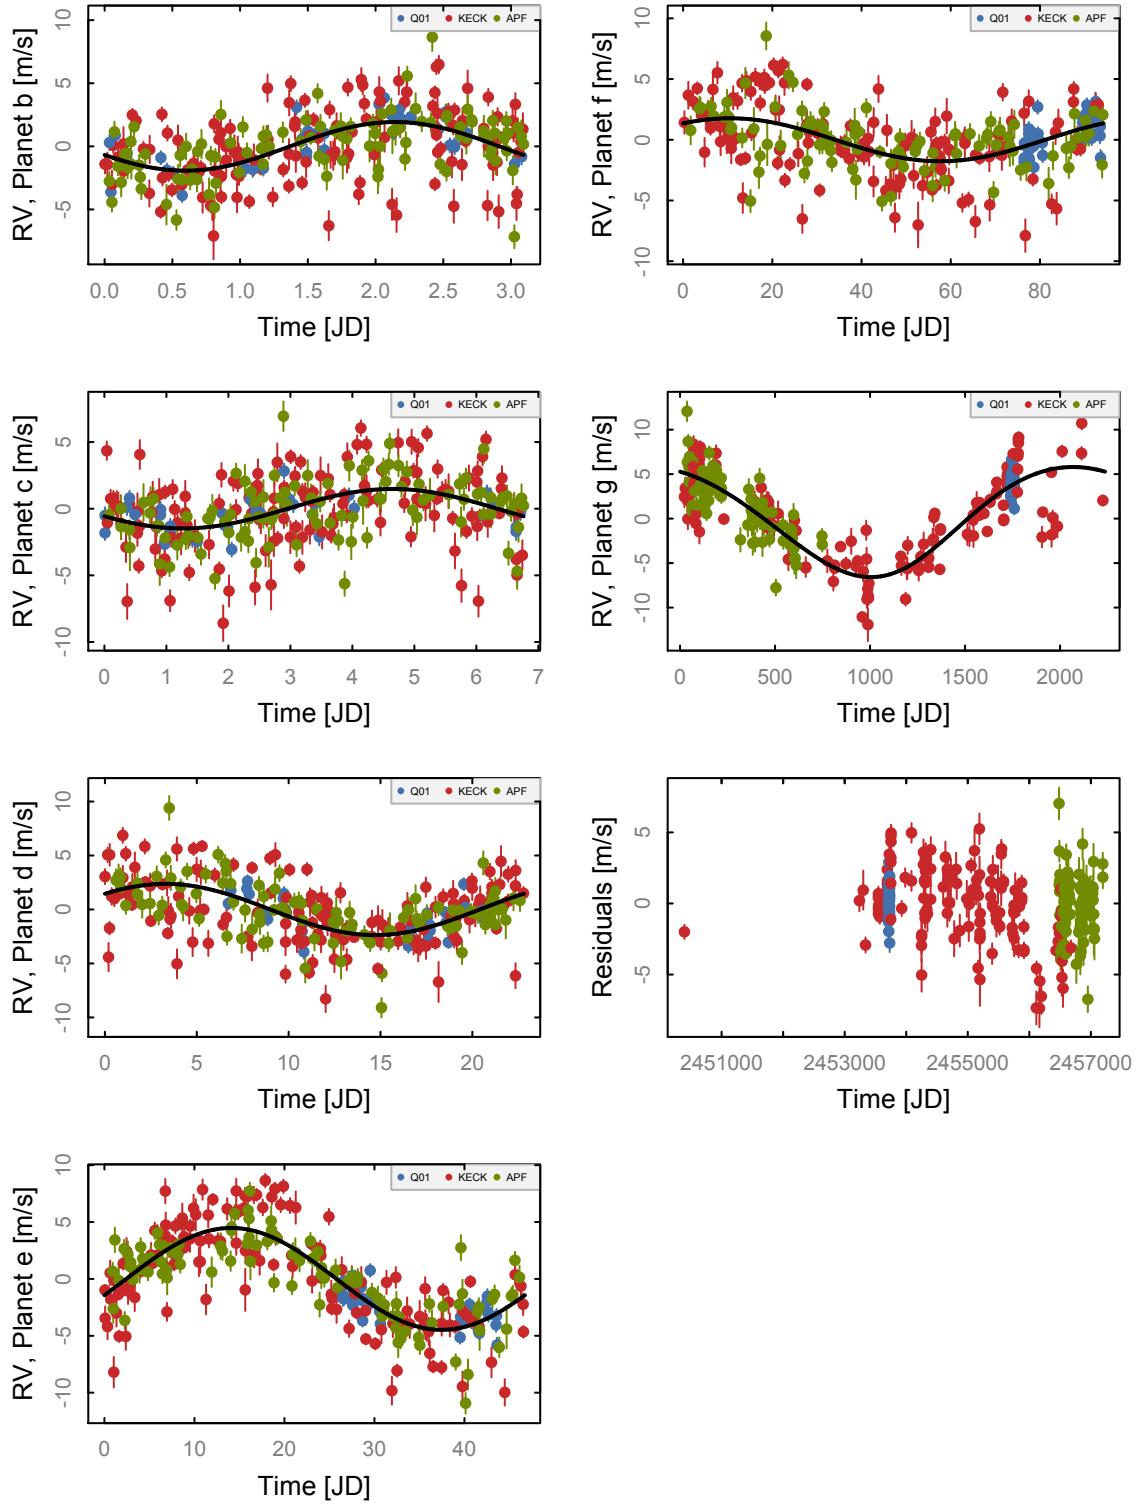 RV, Planet b [m/s]
10
5
0
-5
Q01 KECK APF
0.0 0.5 1.0 1.5 2.0 2.5 3.0
Time [JD]
RV, Planet f [m/s]
10
5
0
-5
-10
Q01 KECK APF
0 20 40 60 80
Time [JD]
RV, Planet c [m/s]
5
0
-5
-10
Q01 KECK APF
0 1 2 3 4 5 6 7
Time [JD]
RV, Planet g [m/s]
10
5
0
-5
-10
Q01 KECK APF
0 500 1000 1500 2000
Time [JD]
RV, Planet d [m/s]
10
5
0
-5
-10
Q01 KECK APF
0 5 10 15 20
Time [JD]
Residuals [m/s]
5
0
-5
2451000 2453000 2455000 2457000
Time [JD]
RV, Planet e [m/s]
10
5
0
-5
-10
Q01 KECK APF
0 10 20 30 40
Time [JD]